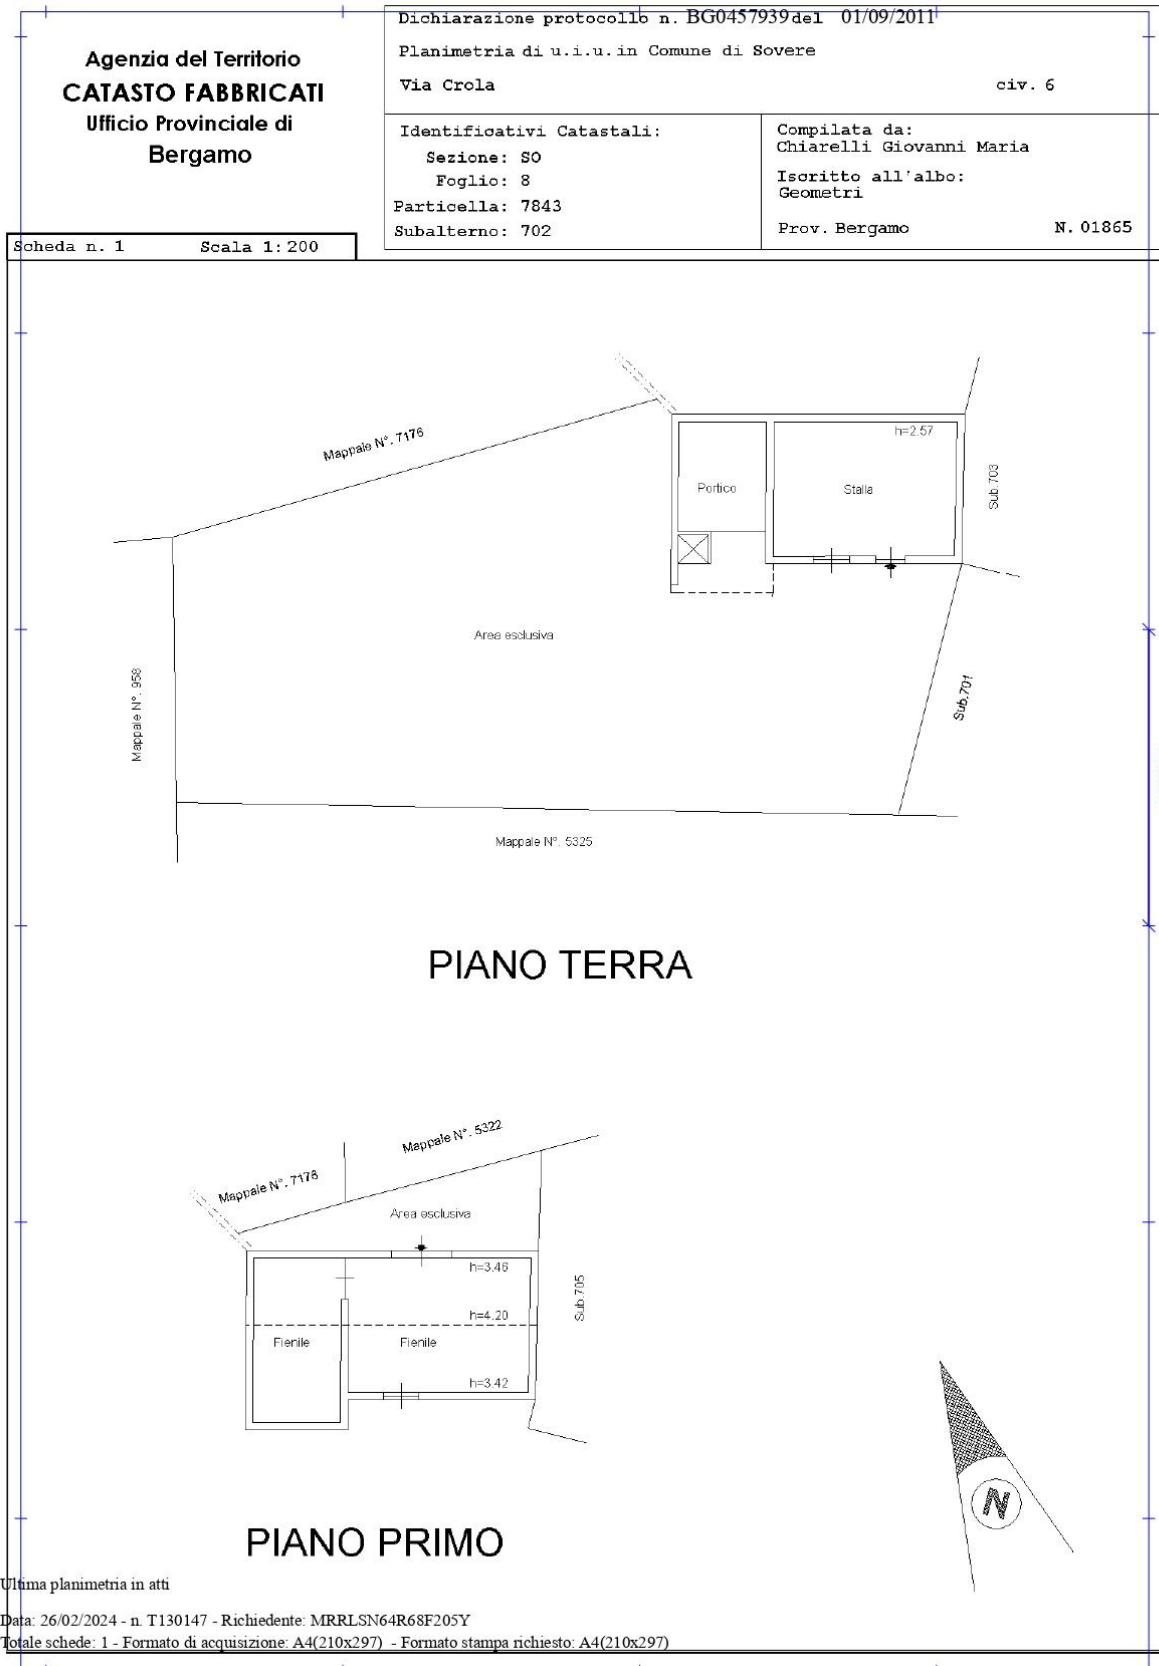 Agenzia del Territorio
CATASTO FABBRICATI
Ufficio Provinciale di
Bergamo
Dichiarazione protocollo n. BG0457939 del 01/09/2011
Planimetria di u.i.u. in Comune di Sovere
Via Crola civ. 6
Identificativi Catastali:
Sezione: SO
Foglio: 8
Particella: 7843
Subalterno: 702
Compilata da:
Chiarelli Giovanni Maria
Iscritto all'albo:
Geometri
Prov. Bergamo N. 01865
Scheda n. 1 Scala 1:200
Mappale N°. 7176
h=2.57
Portico
Stalla
Sub.703
Area esclusiva
Mappale N°. 958
Sub.701
Mappale N°. 5325
PIANO TERRA
Mappale N°. 5322
Mappale N°. 7176
Area esclusiva
h=3.46
Sub.705
h=4.20
Fienile
Fienile
h=3.42
N
PIANO PRIMO
Ultima planimetria in atti
Data: 26/02/2024 - n. T130147 - Richiedente: MRRLSN64R68F205Y
Totale schede: 1 - Formato di acquisizione: A4(210x297) - Formato stampa richiesto: A4(210x297)